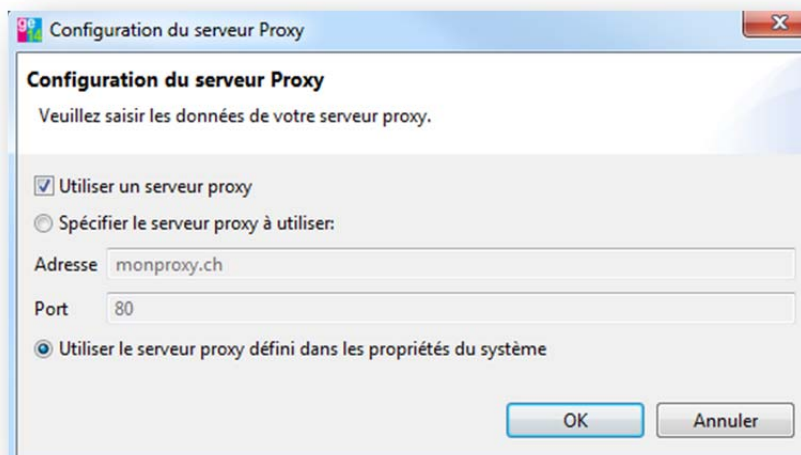 ge
14
Configuration du serveur Proxy
Configuration du serveur Proxy
Veuillez saisir les données de votre serveur proxy.
Utiliser un serveur proxy
Spécifier le serveur proxy à utiliser:
Adresse monproxy.ch
Port 80
Utiliser le serveur proxy défini dans les propriétés du système
OK Annuler